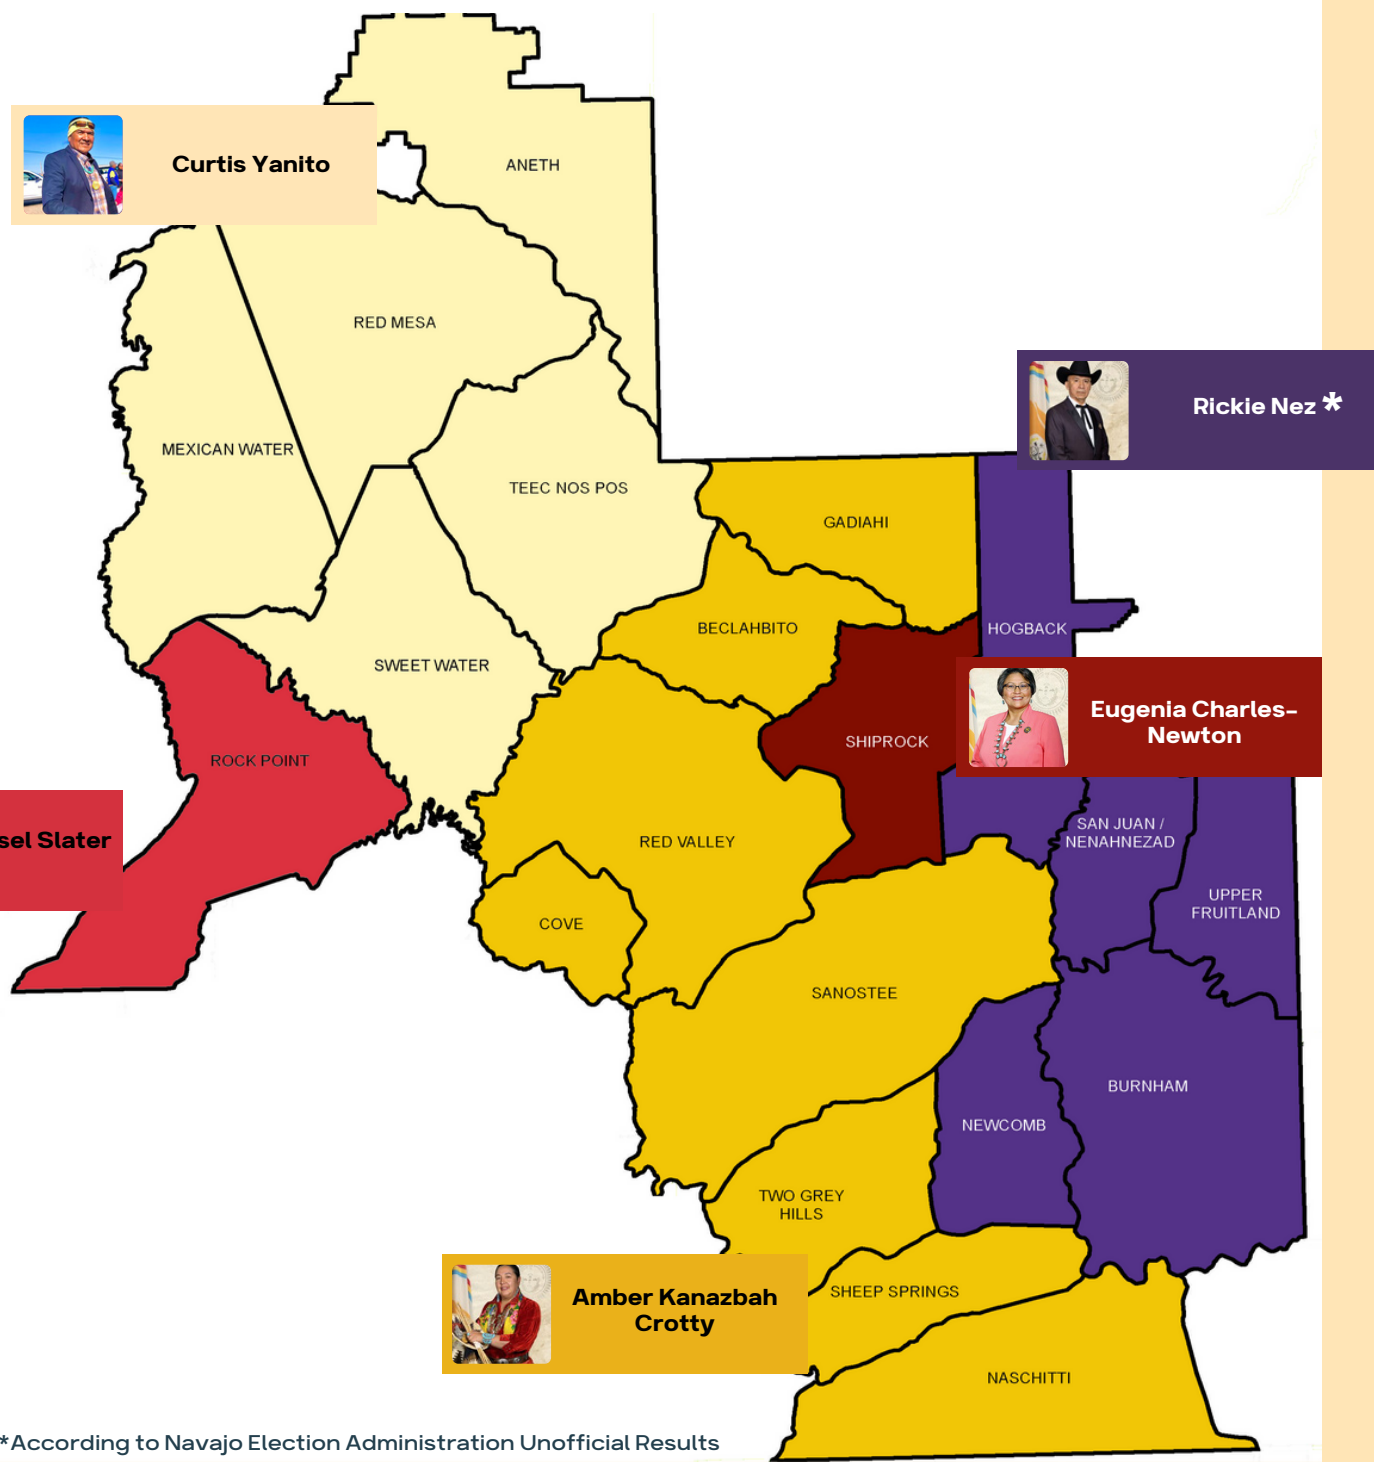 ANETH
Curtis Yanito
RED MESA
Rickie Nez *
MEXICAN WATER
TEEC NOS POS
GADIAHI
BECLAHBITO
HOGBACK
SWEET WATER
Eugenia Charles-
Newton
SHIPROCK
ROCK POINT
SAN JUAN /
NENAHNEZAD
sel Slater
RED VALLEY
UPPER
FRUITLAND
COVE
SANOSTEE
BURNHAM
NEWCOMB
TWO GREY
HILLS
SHEEP SPRINGS
Amber Kanazbah
Crotty
NASCHITTI
*According to Navajo Election Administration Unofficial Results